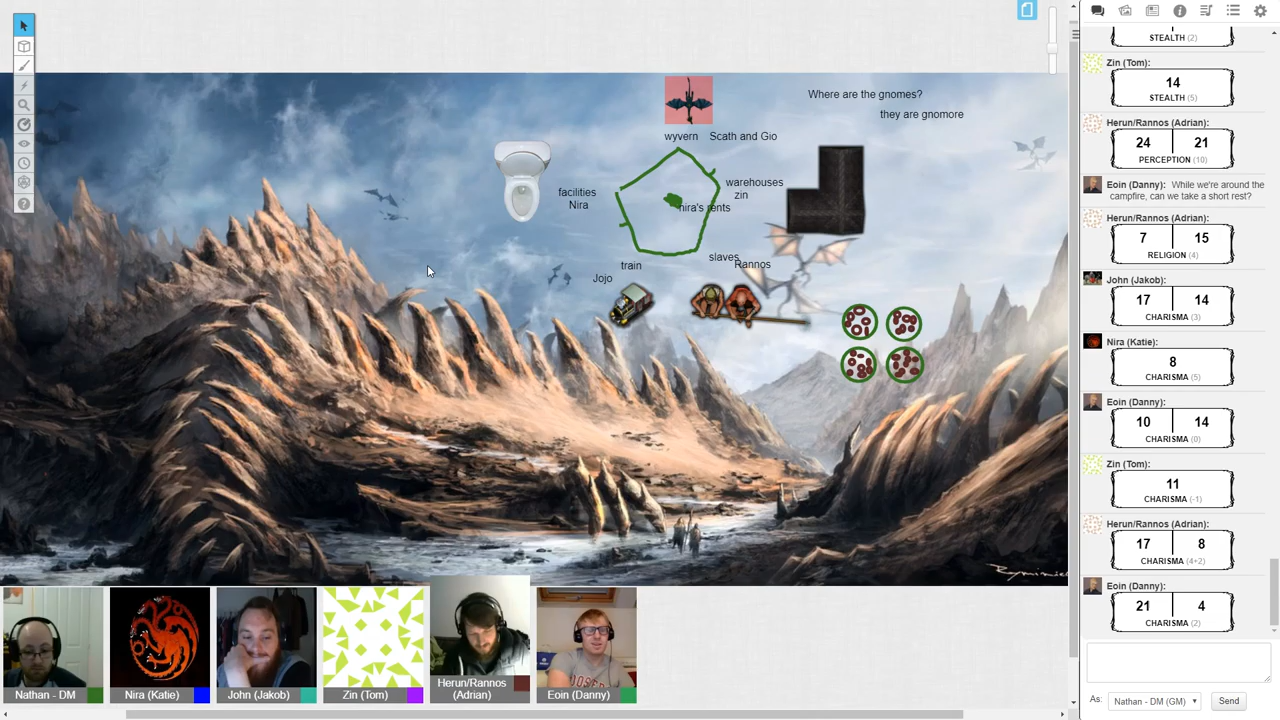 Where are the gnomes?
they are gnomore
wyvern
Scath and Gio
facilities
Nira
warehouses
zin
nira's rents
slaves
Rannos
train
Jojo
Nathan - DM
Nira (Katie)
John (Jakob)
Zin (Tom)
Herun/Rannos
(Adrian)
Eoin (Danny)
STEALTH (2)
Zin (Tom):
14
STEALTH (5)
Herun/Rannos (Adrian):
24 21
PERCEPTION (10)
Eoin (Danny): While we're around the
campfire, can we take a short rest?
Herun/Rannos (Adrian):
7 15
RELIGION (4)
John (Jakob):
17 14
CHARISMA (3)
Nira (Katie):
8
CHARISMA (5)
Eoin (Danny):
10 14
CHARISMA (0)
Zin (Tom):
11
CHARISMA (-1)
Herun/Rannos (Adrian):
17 8
CHARISMA (4+2)
Eoin (Danny):
21 4
CHARISMA (2)
As: Nathan - DM (GM) Send